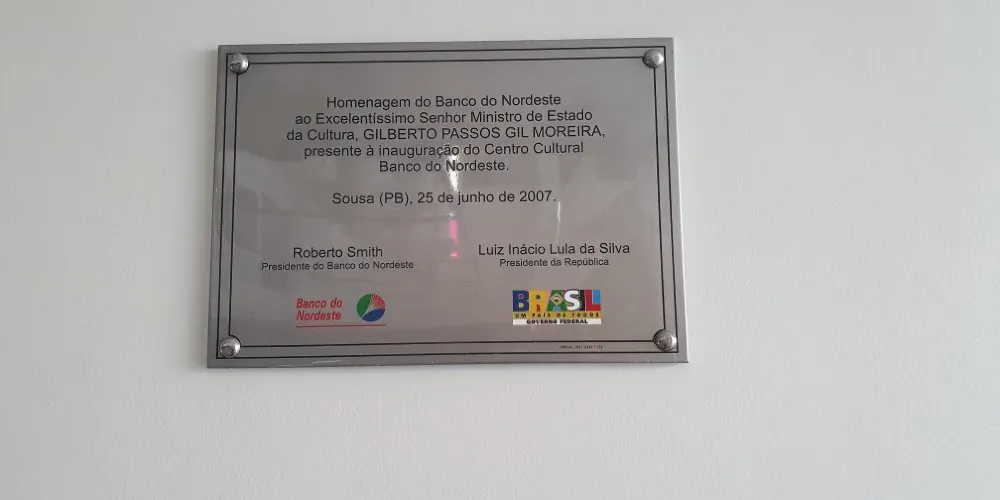 Homenagem do Banco do Nordeste
ao Excelentíssimo Senhor Ministro de Estado
da Cultura, GILBERTO PASSOS GIL MOREIRA,
presente à inauguração do Centro Cultural
Banco do Nordeste.
Sousa (PB), 25 de junho de 2007.
Roberto Smith
Presidente do Banco do Nordeste
Luiz Inácio Lula da Silva
Presidente da República
Banco do
Nordeste
BRASIL
UM PAÍS DE TODOS
GOVERNO FEDERAL